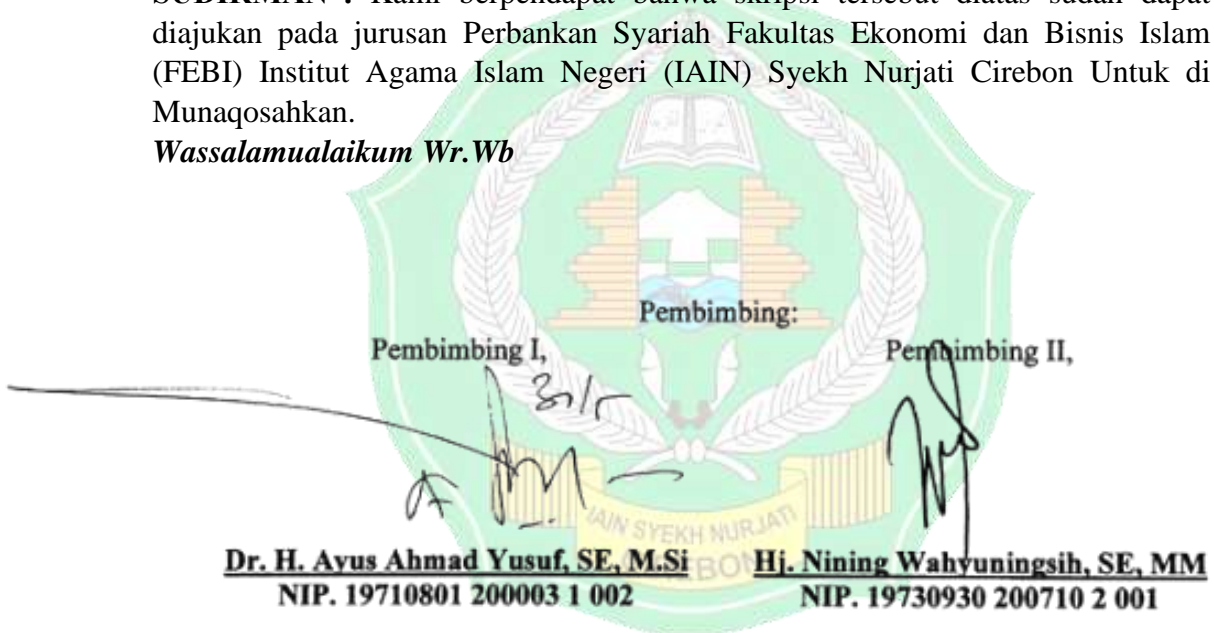 SUDIRMAN". Kami berpendapat bahwa skripsi tersebut diatas sudah dapat
diajukan pada jurusan Perbankan Syariah Fakultas Ekonomi dan Bisnis Islam
(FEBI) Institut Agama Islam Negeri (IAIN) Syekh Nurjati Cirebon Untuk di
Munaqosahkan.
Wassalamualaikum Wr.Wb
Pembimbing:
Pembimbing I,
Pembimbing II,
IAIN SYEKH NURJATI
CIREBON
Dr. H. Ayus Ahmad Yusuf, SE, M.Si
Hj. Nining Wahyuningsih, SE, MM
NIP. 19710801 200003 1 002
NIP. 19730930 200710 2 001